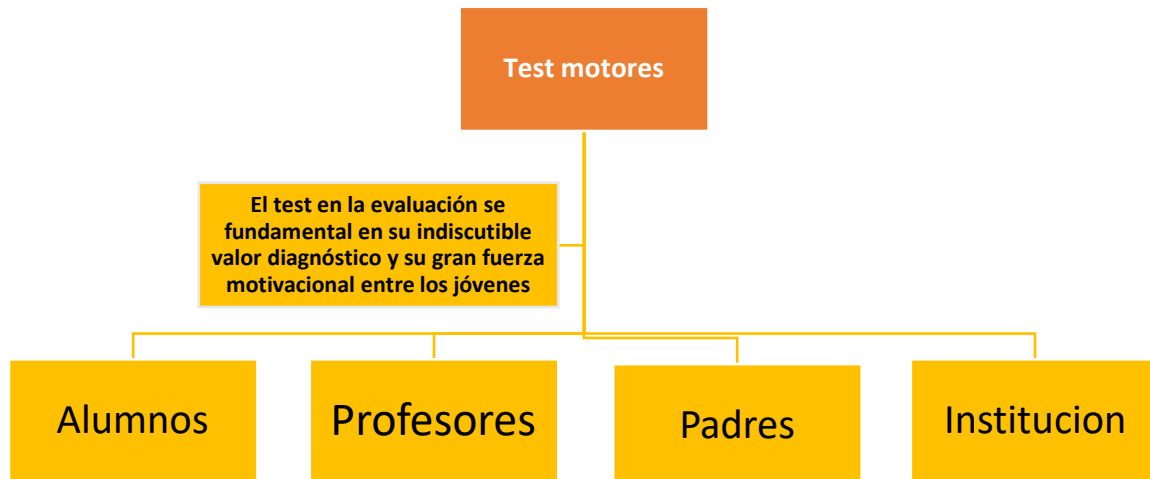 Test motores
El test en la evaluación se
fundamental en su indiscutible
valor diagnóstico y su gran fuerza
motivacional entre los jóvenes
Alumnos
Profesores
Padres
Institucion